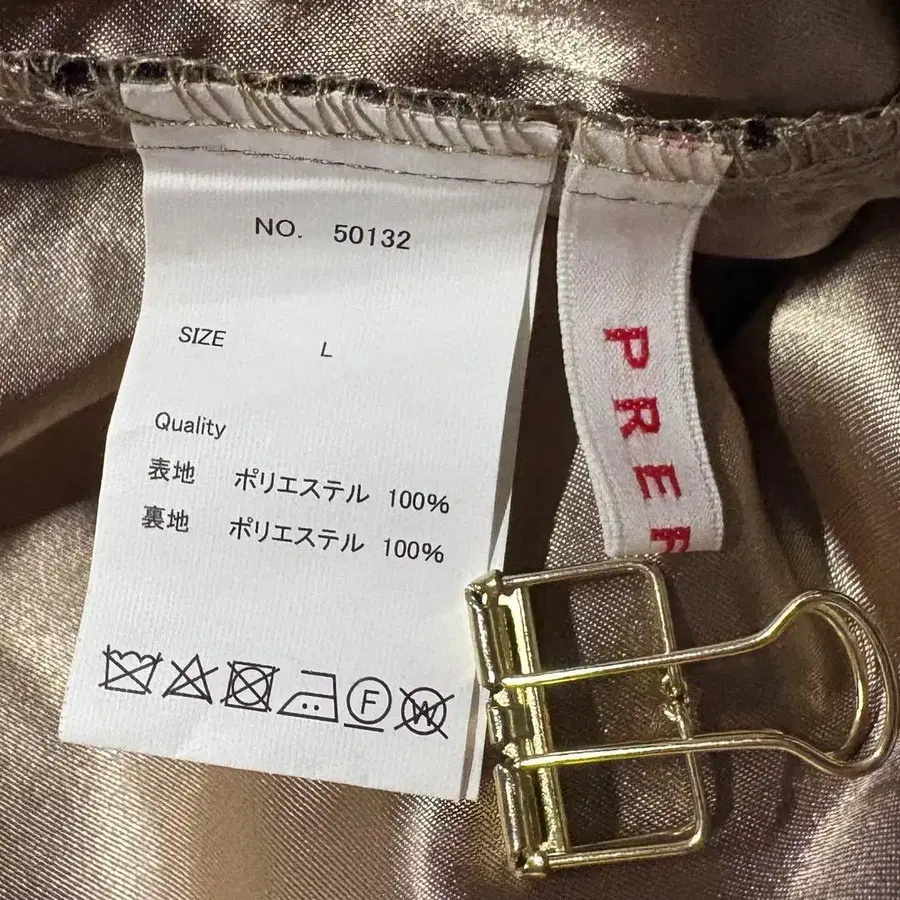 NO. 50132
SIZE L
Quality
表地 ポリエステル 100%
裏地 ポリエステル 100%
F
W
PRE